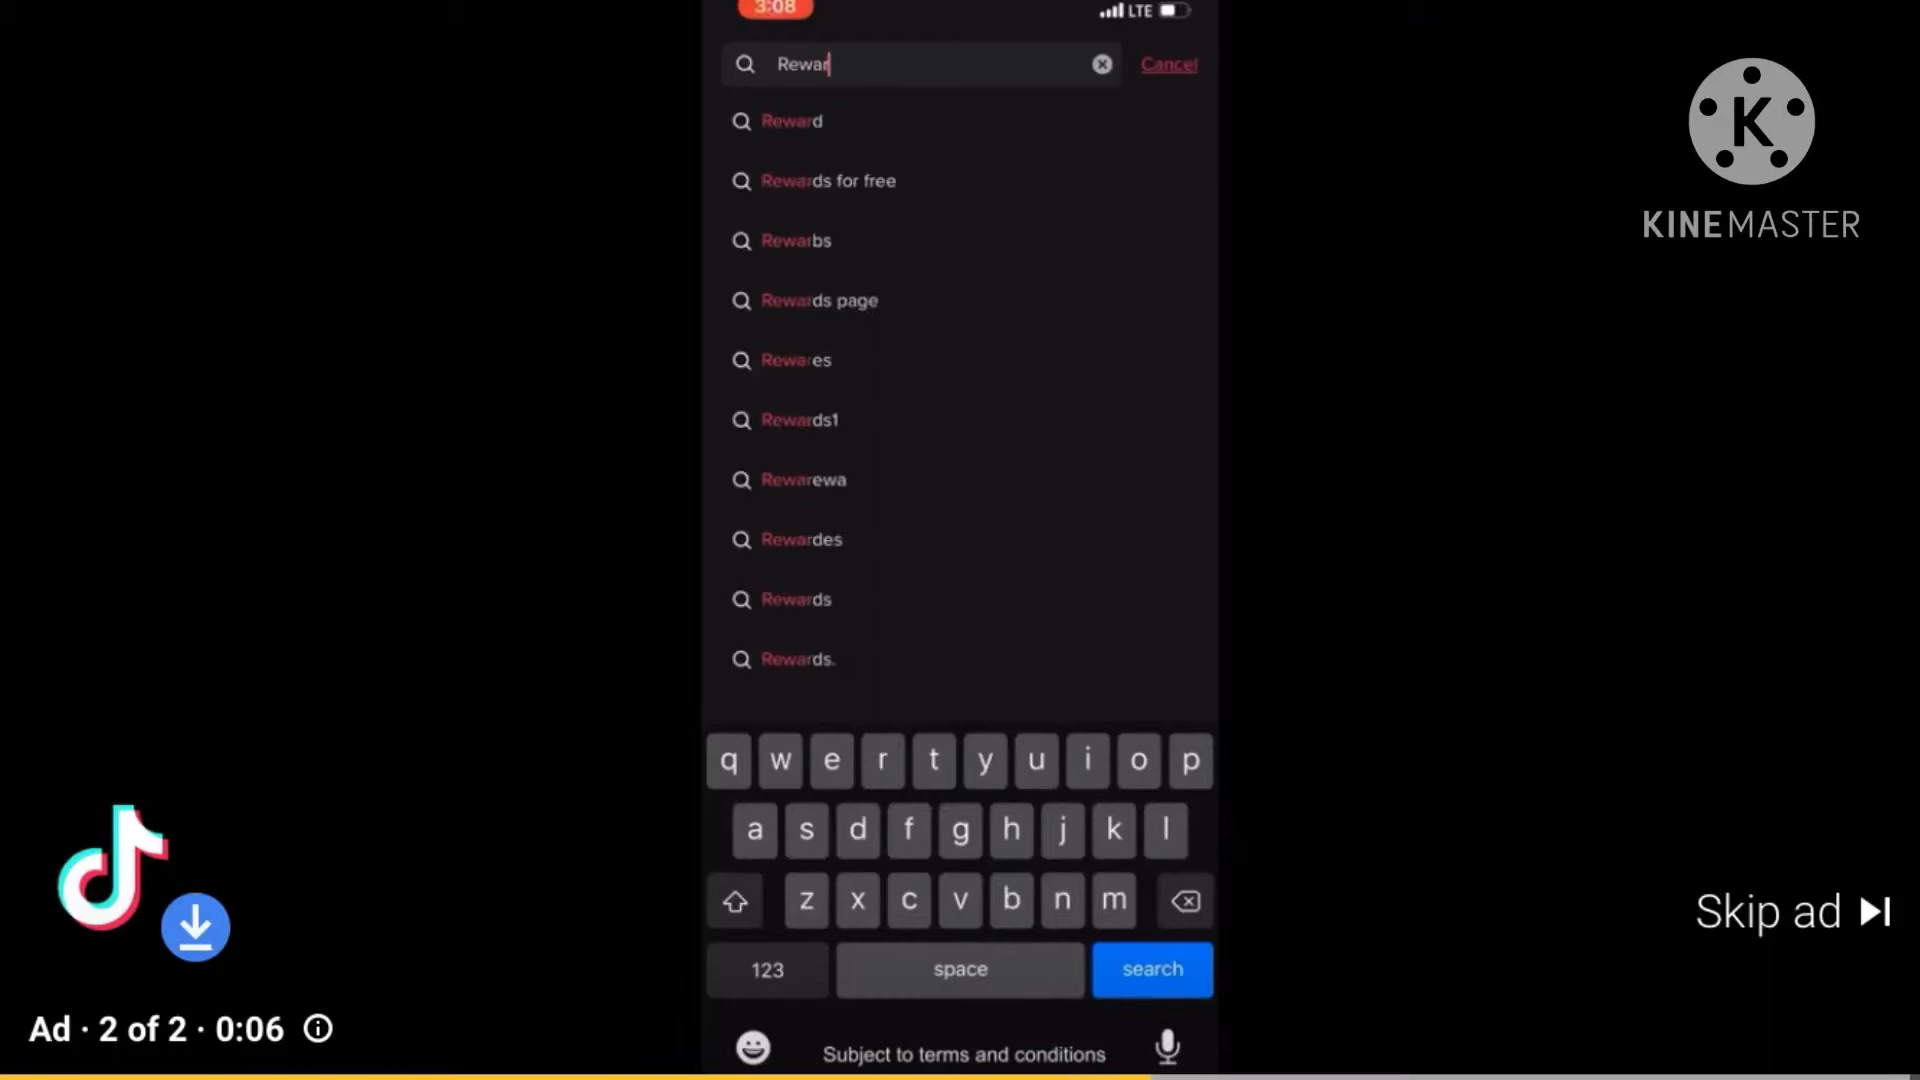 3:08
LTE
Rewar
Cancel
Reward
Rewards for free
Rewarbs
Rewards page
Rewares
Rewards1
Rewarewa
Rewardes
Rewards
Rewards.
K
KINEMASTER
q w e r t y u i o p
a s d f g h j k l
z x c v b n m
123 space search
Skip ad
Ad · 2 of 2 · 0:06
Subject to terms and conditions